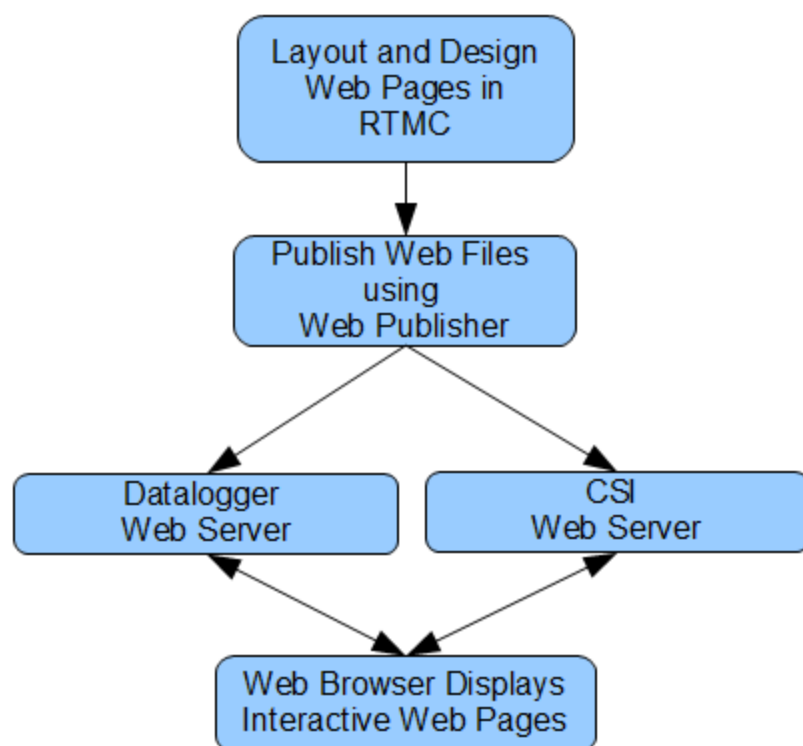 Layout and Design
Web Pages in
RTMC
Publish Web Files
using
Web Publisher
Datalogger
Web Server
CSI
Web Server
Web Browser Displays
Interactive Web Pages